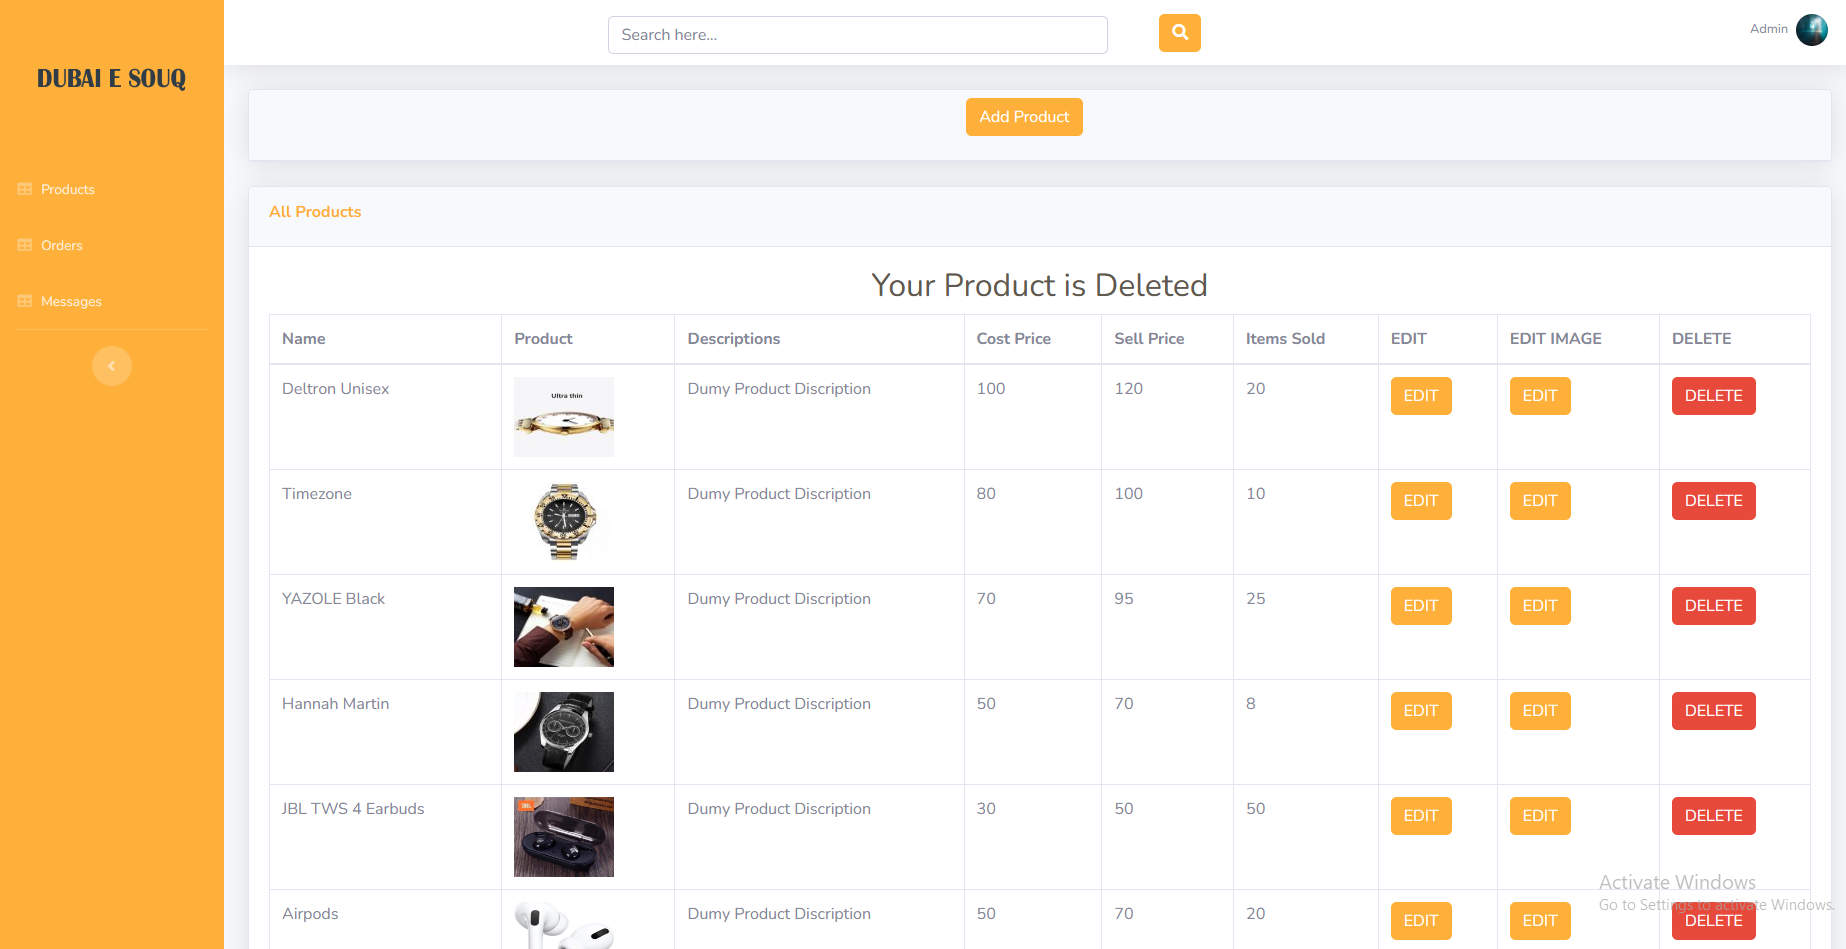 Search here...
Admin
DUBAI E SOUQ
Add Product
Products
Orders
Messages
All Products
Your Product is Deleted
Name Product Descriptions Cost Price Sell Price Items Sold EDIT EDIT IMAGE DELETE
Deltron Unisex Dumy Product Discription 100 120 20 EDIT EDIT DELETE
Ultra thin
Timezone Dumy Product Discription 80 100 10 EDIT EDIT DELETE
YAZOLE Black Dumy Product Discription 70 95 25 EDIT EDIT DELETE
Hannah Martin Dumy Product Discription 50 70 8 EDIT EDIT DELETE
JBL TWS 4 Earbuds Dumy Product Discription 30 50 50 EDIT EDIT DELETE
JBL
Airpods Dumy Product Discription 50 70 20 EDIT EDIT DELETE
Activate Windows
Go to Settings to activate Windows.